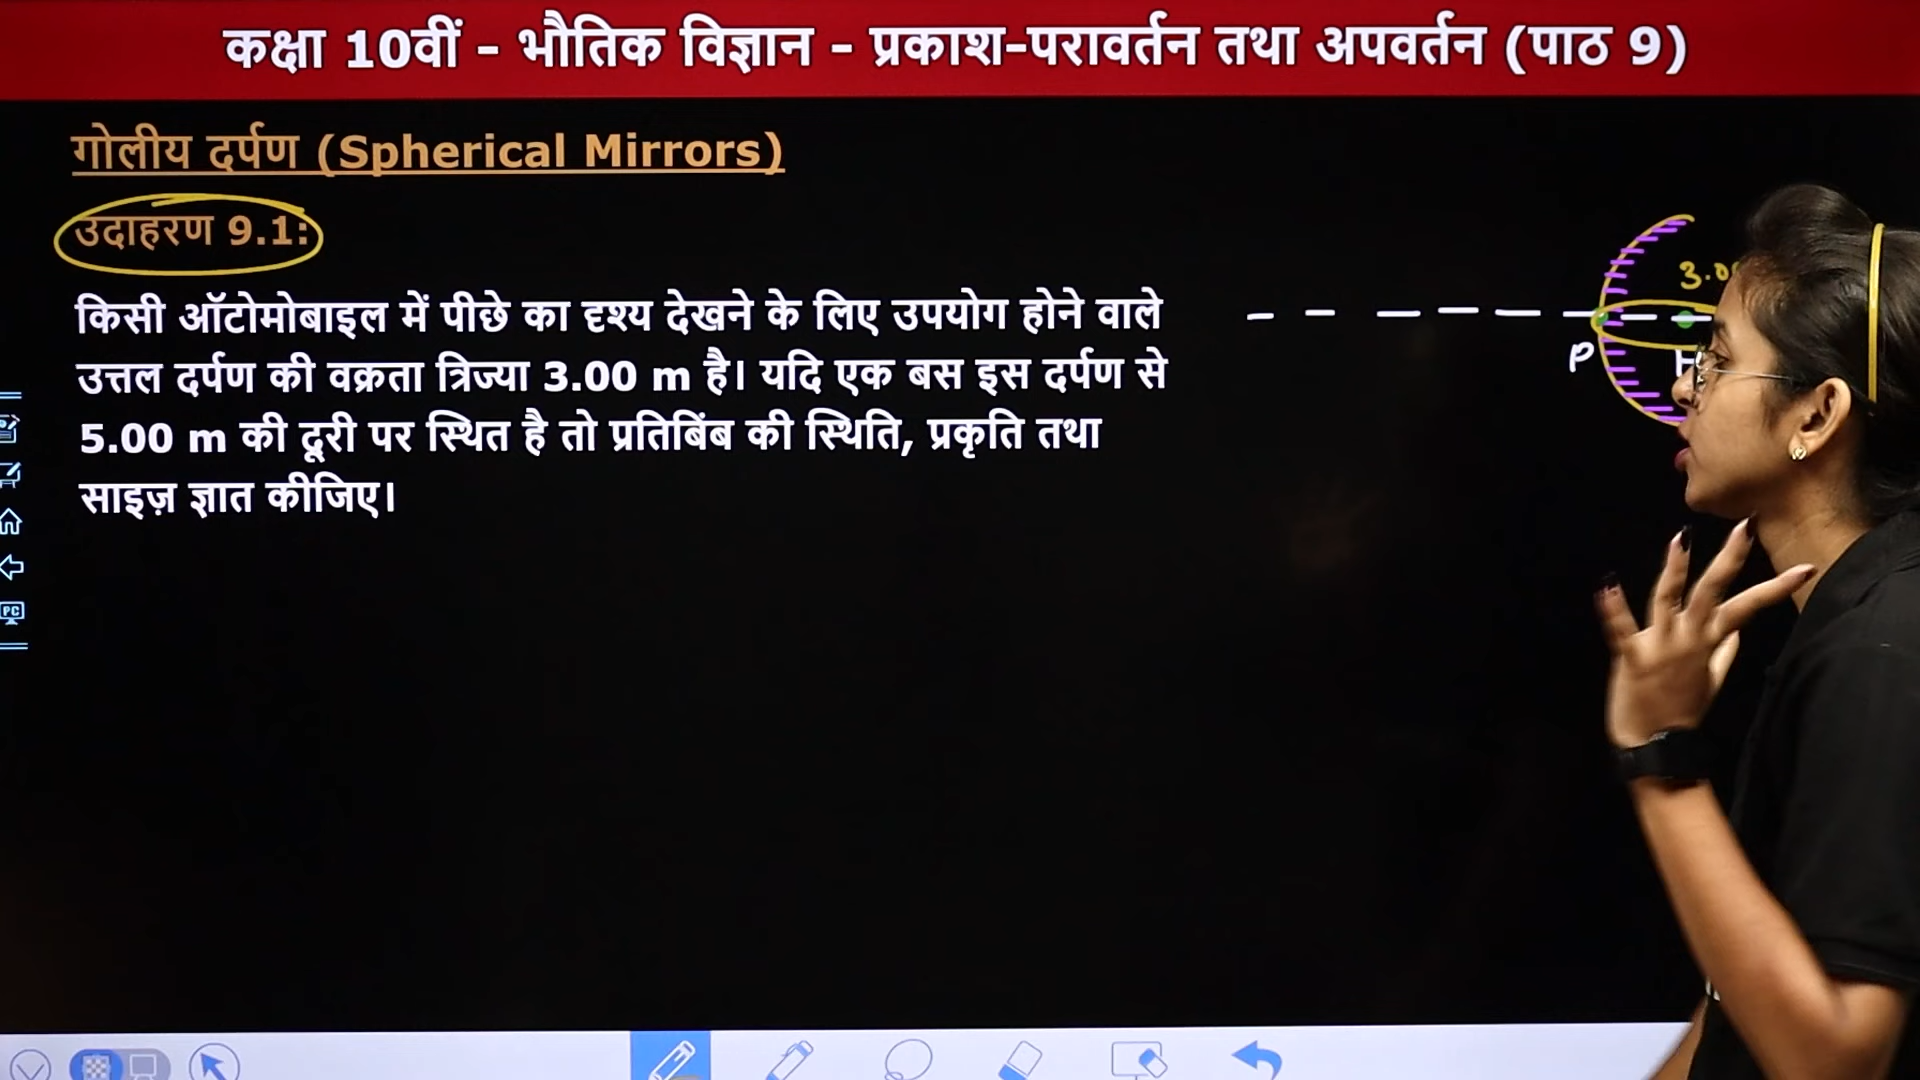 कक्षा 10वीं - भौतिक विज्ञान - प्रकाश-परावर्तन तथा अपवर्तन (पाठ 9)
गोलीय दर्पण (Spherical Mirrors)
उदाहरण 9.1:
किसी ऑटोमोबाइल में पीछे का दृश्य देखने के लिए उपयोग होने वाले
उत्तल दर्पण की वक्रता त्रिज्या 3.00 m है। यदि एक बस इस दर्पण से
5.00 m की दूरी पर स्थित है तो प्रतिबिंब की स्थिति, प्रकृति तथा
साइज़ ज्ञात कीजिए।
P
PC